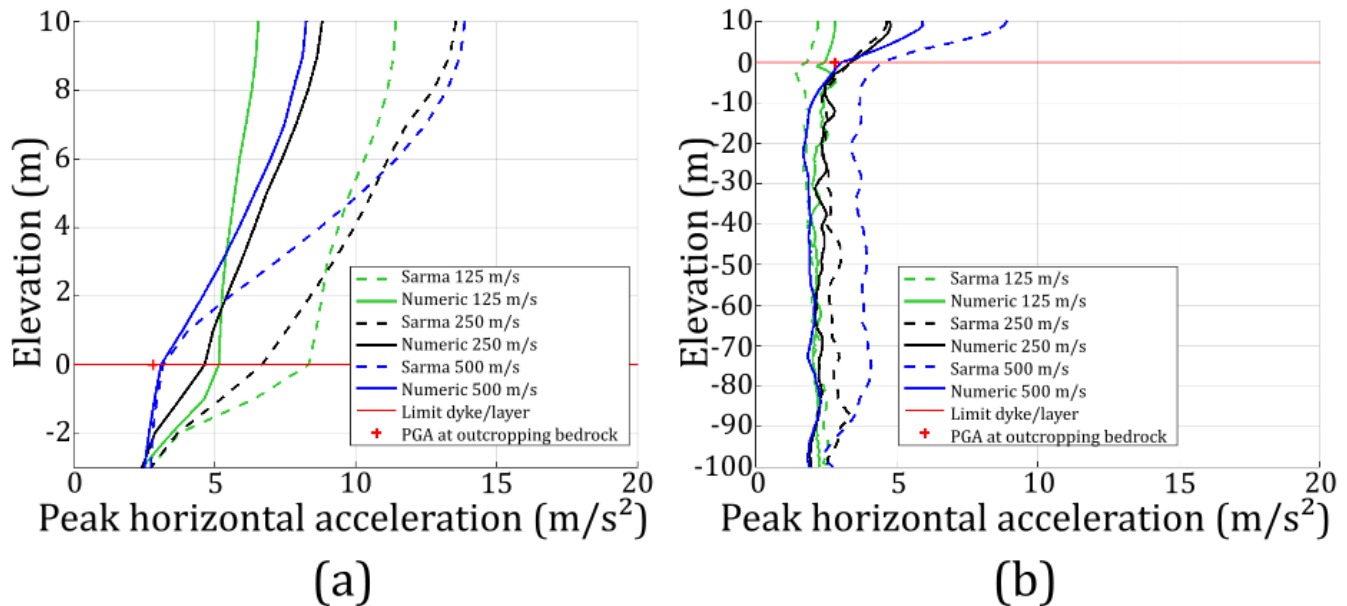 10
8
6
4
2
0
-2
Elevation (m)
Sarma 125 m/s
Numeric 125 m/s
Sarma 250 m/s
Numeric 250 m/s
Sarma 500 m/s
Numeric 500 m/s
Limit dyke/layer
PGA at outcropping bedrock
0 5 10 15 20
Peak horizontal acceleration (m/s²)
(a)
10
0
-10
-20
-30
-40
-50
-60
-70
-80
-90
-100
Elevation (m)
Sarma 125 m/s
Numeric 125 m/s
Sarma 250 m/s
Numeric 250 m/s
Sarma 500 m/s
Numeric 500 m/s
Limit dyke/layer
PGA at outcropping bedrock
0 5 10 15 20
Peak horizontal acceleration (m/s²)
(b)